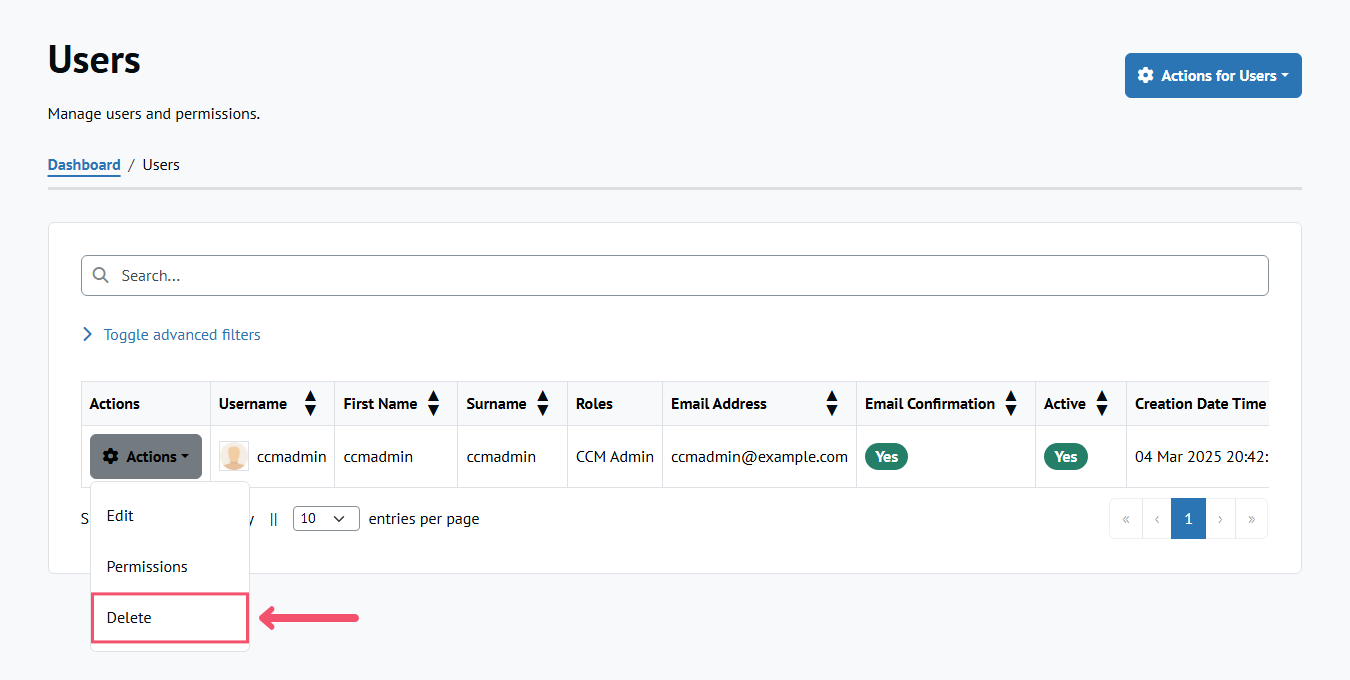 Users
Actions for Users
Manage users and permissions.
Dashboard / Users
Search...
Toggle advanced filters
Actions Username First Name Surname Roles Email Address Email Confirmation Active Creation Date Time
Actions ccmadmin ccmadmin ccmadmin CCM Admin ccmadmin@example.com Yes Yes 04 Mar 2025 20:42:
|| 10 entries per page « ‹ 1 › »
Edit
Permissions
Delete